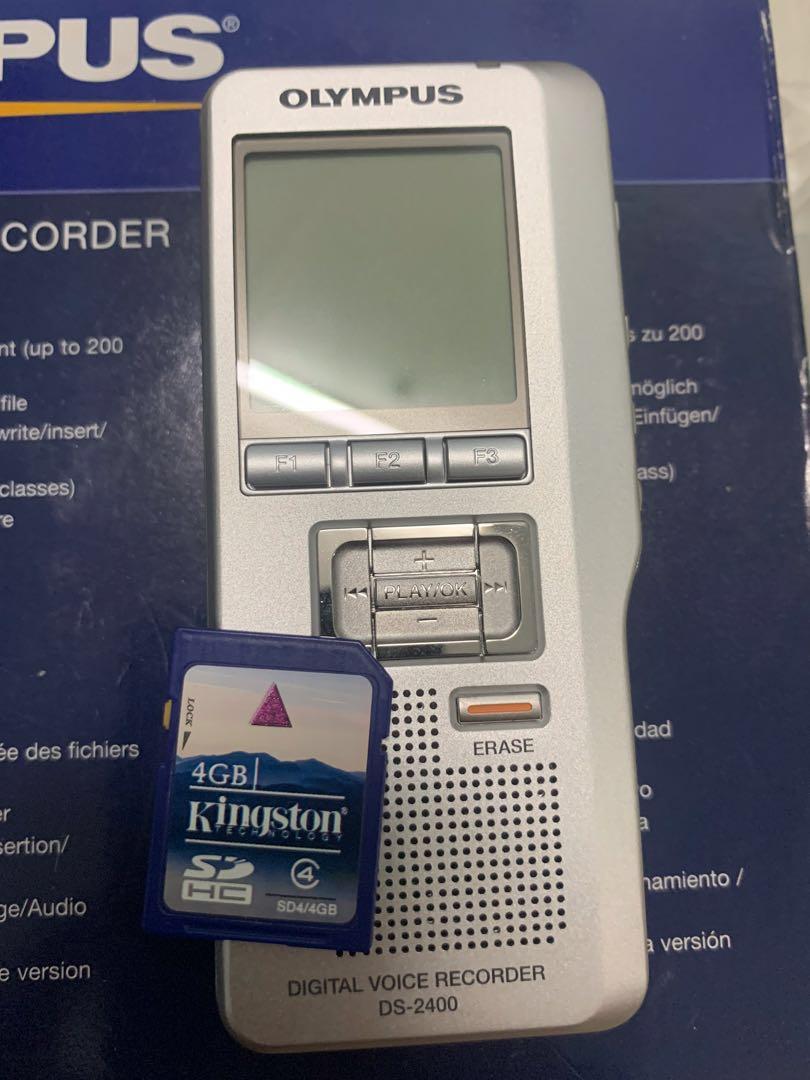 PUS®
CORDER
nt (up to 200
file
write/insert/
classes)
re
ée des fichiers
er
sertion/
ge/Audio
e version
OLYMPUS
F1 F2 F3
+
PLAY/OK
−
ERASE
LOCK
4GB
Kingston®
TECHNOLOGY
SD
HC
4
SD4/4GB
DIGITAL VOICE RECORDER
DS-2400
s zu 200
möglich
Einfügen/
ass)
dad
o
a
namiento /
a versión